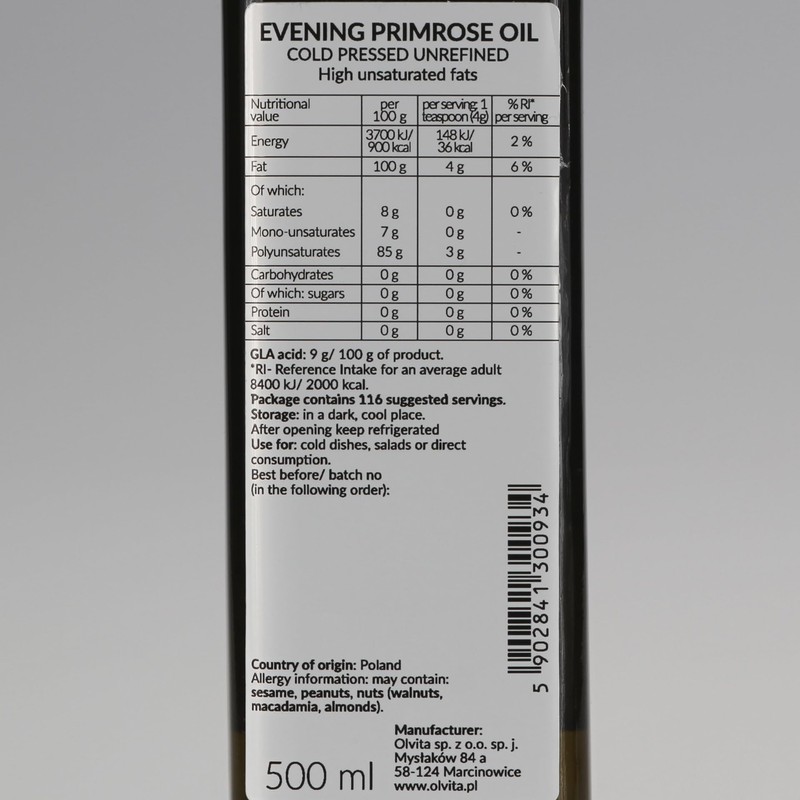 EVENING PRIMROSE OIL
COLD PRESSED UNREFINED
High unsaturated fats
Nutritional value per 100 g per serving 1 teaspoon (4g) % RI* per serving
Energy 3700 kJ/ 900 kcal 148 kJ/ 36 kcal 2 %
Fat 100 g 4 g 6 %
Of which:
Saturates 8 g 0 g 0 %
Mono-unsaturates 7 g 0 g -
Polyunsaturates 85 g 3 g -
Carbohydrates 0 g 0 g 0 %
Of which: sugars 0 g 0 g 0 %
Protein 0 g 0 g 0 %
Salt 0 g 0 g 0 %
GLA acid: 9 g/ 100 g of product.
*RI- Reference Intake for an average adult
8400 kJ/ 2000 kcal.
Package contains 116 suggested servings.
Storage: in a dark, cool place.
After opening keep refrigerated
Use for: cold dishes, salads or direct
consumption.
Best before/ batch no
(in the following order):
5 902841 300934
Country of origin: Poland
Allergy information: may contain:
sesame, peanuts, nuts (walnuts,
macadamia, almonds).
500 ml
Manufacturer:
Olvita sp. z o.o. sp. j.
Mysłaków 84 a
58-124 Marcinowice
www.olvita.pl